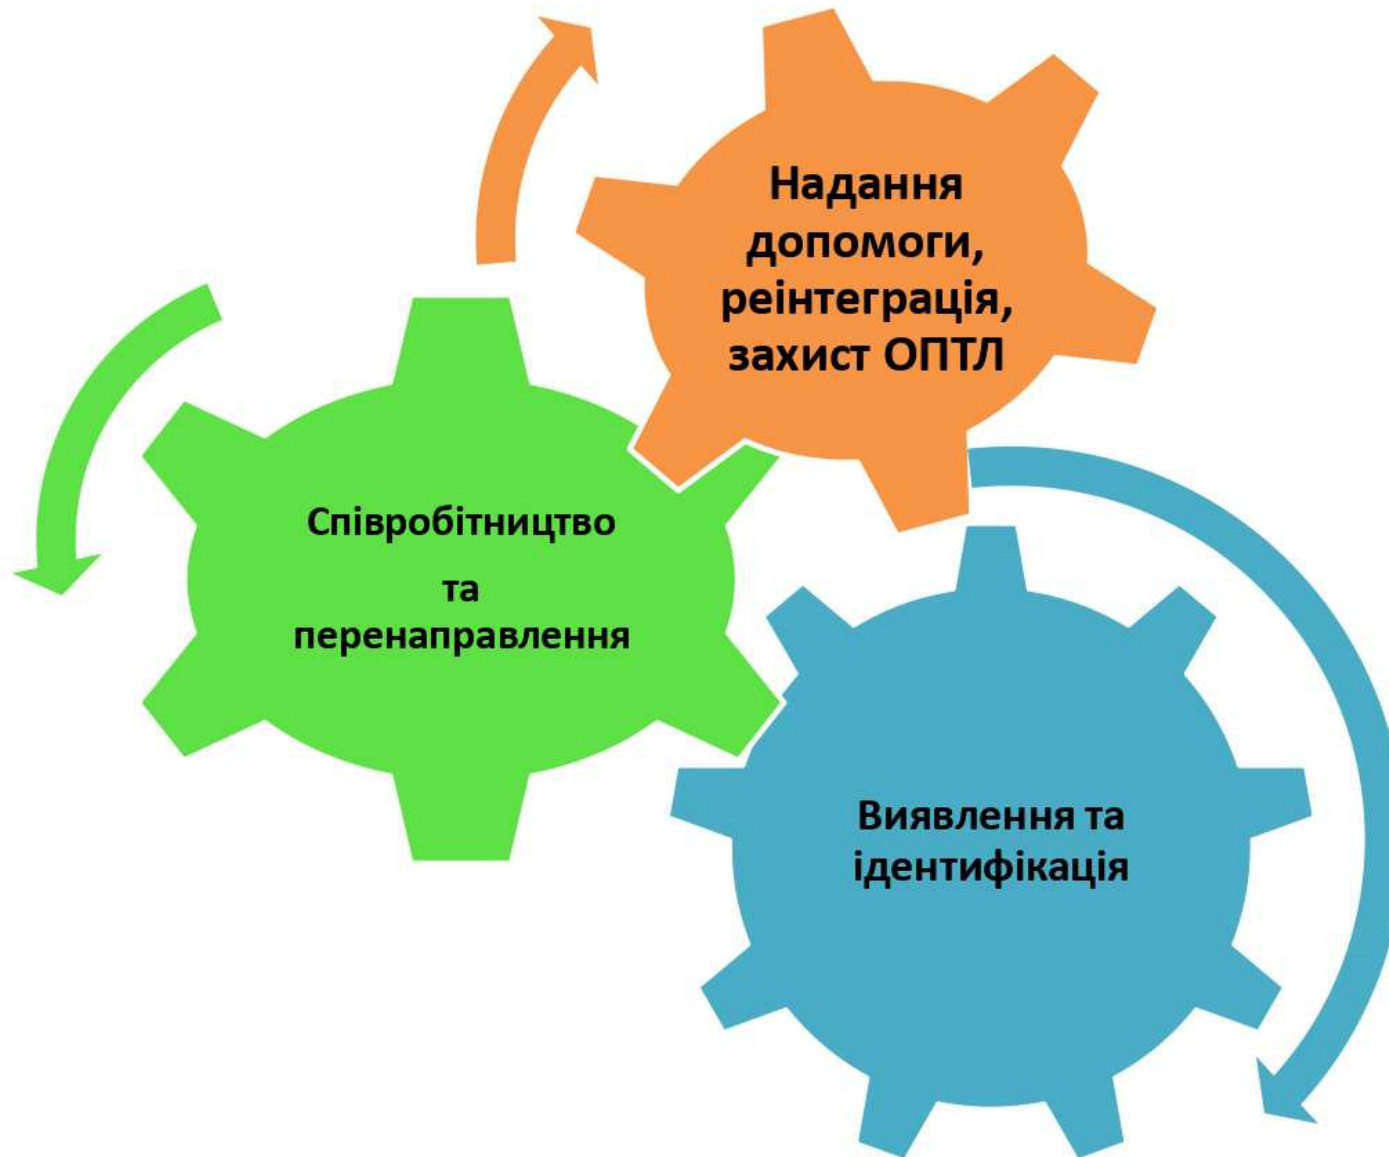 Надання
допомоги,
реінтеграція,
захист ОПТЛ
Співробітництво
та
перенаправлення
Виявлення та
ідентифікація